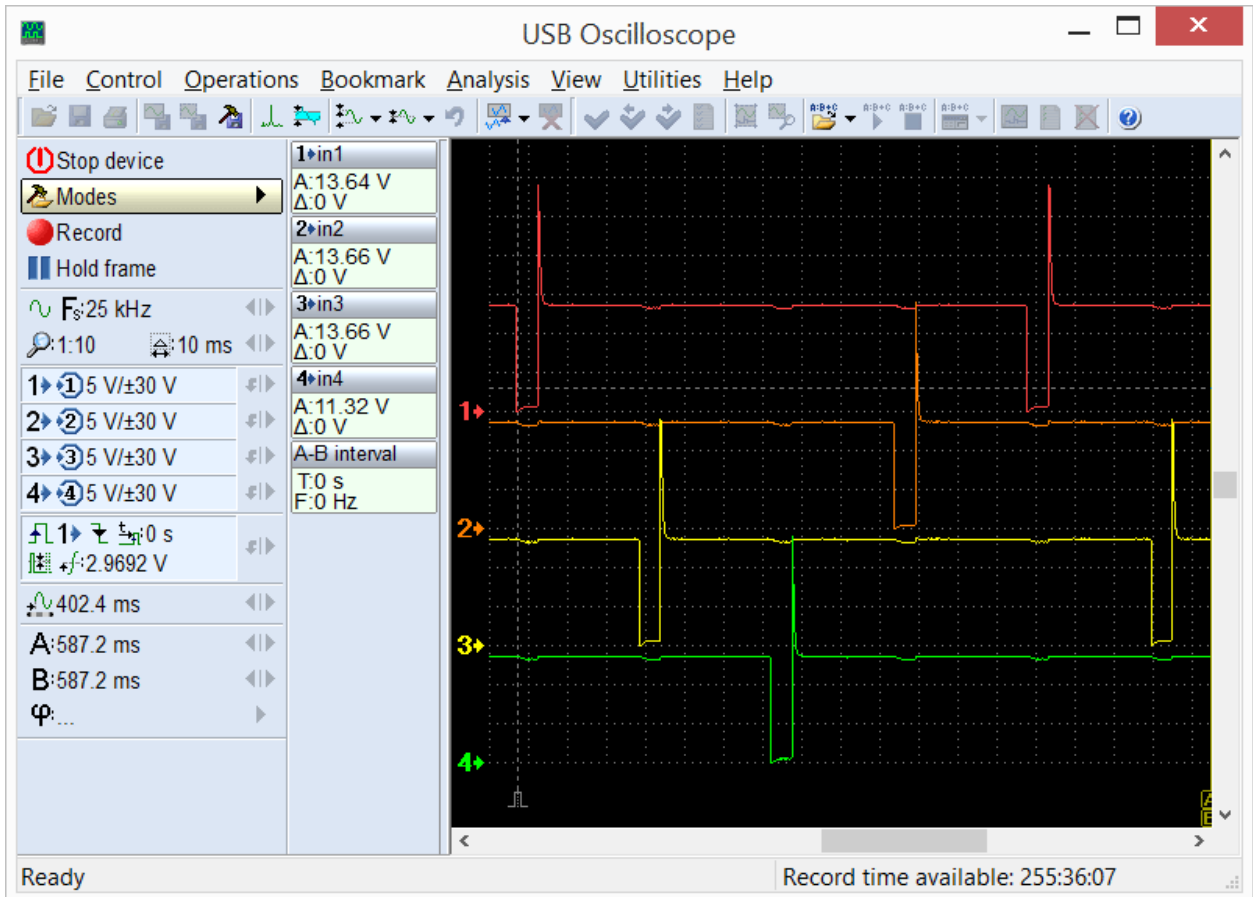 USB Oscilloscope
File Control Operations Bookmark Analysis View Utilities Help
A:B+C A:B+C A:B+C A:B+C
Stop device
Modes
Record
Hold frame
Fs:25 kHz
1:10 10 ms
1 1 5 V/±30 V
2 2 5 V/±30 V
3 3 5 V/±30 V
4 4 5 V/±30 V
1 0 s
f:2.9692 V
402.4 ms
A:587.2 ms
B:587.2 ms
φ:...
1 in1
A:13.64 V
Δ:0 V
2 in2
A:13.66 V
Δ:0 V
3 in3
A:13.66 V
Δ:0 V
4 in4
A:11.32 V
Δ:0 V
A-B interval
T:0 s
F:0 Hz
1
2
3
4
A
B
Ready
Record time available: 255:36:07